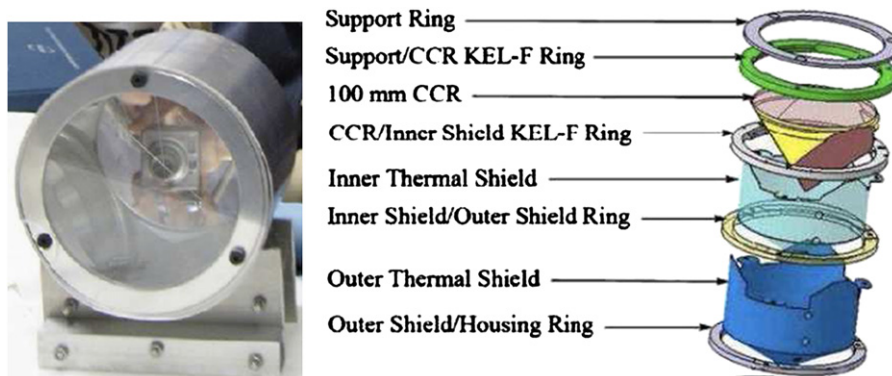 Support Ring
Support/CCR KEL-F Ring
100 mm CCR
CCR/Inner Shield KEL-F Ring
Inner Thermal Shield
Inner Shield/Outer Shield Ring
Outer Thermal Shield
Outer Shield/Housing Ring